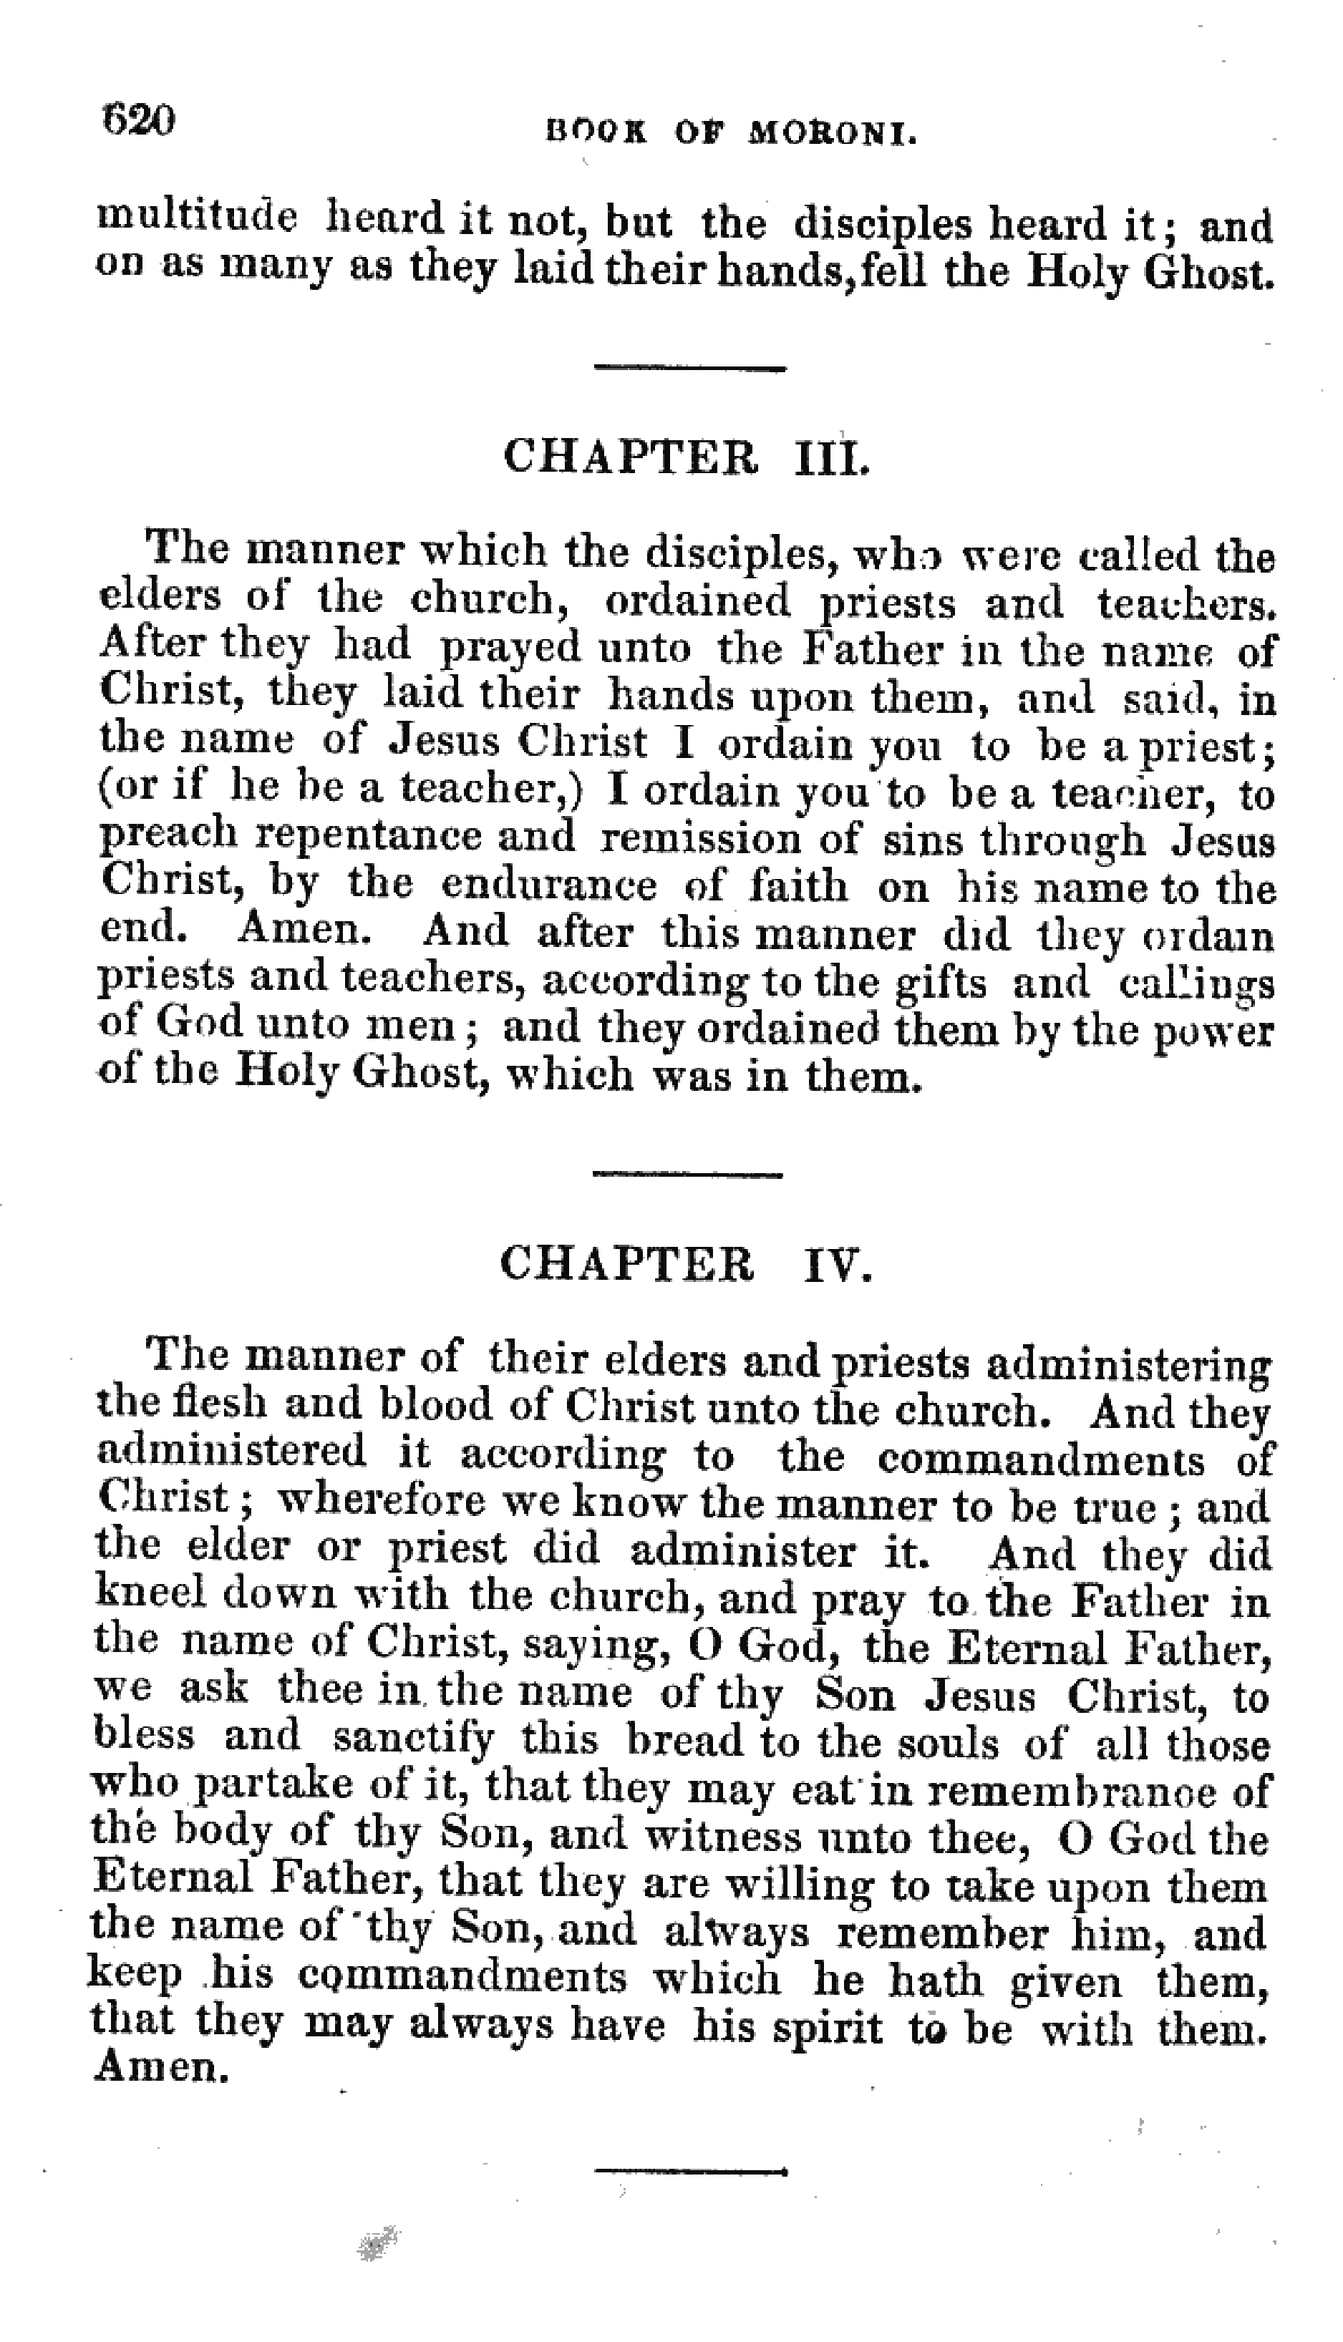 620
BOOK OF MORONI.
multitude heard it not, but the disciples heard it; and
on as many as they laid their hands, fell the Holy Ghost.
CHAPTER III.
The manner which the disciples, who were called the
elders of the church, ordained priests and teachers.
After they had prayed unto the Father in the name of
Christ, they laid their hands upon them, and said, in
the name of Jesus Christ I ordain you to be a priest;
(or if he be a teacher,) I ordain you to be a teacher, to
preach repentance and remission of sins through Jesus
Christ, by the endurance of faith on his name to the
end. Amen. And after this manner did they ordain
priests and teachers, according to the gifts and callings
of God unto men; and they ordained them by the power
of the Holy Ghost, which was in them.
CHAPTER IV.
The manner of their elders and priests administering
the flesh and blood of Christ unto the church. And they
administered it according to the commandments of
Christ; wherefore we know the manner to be true; and
the elder or priest did administer it. And they did
kneel down with the church, and pray to the Father in
the name of Christ, saying, O God, the Eternal Father,
we ask thee in the name of thy Son Jesus Christ, to
bless and sanctify this bread to the souls of all those
who partake of it, that they may eat in remembrance of
the body of thy Son, and witness unto thee, O God the
Eternal Father, that they are willing to take upon them
the name of thy Son, and always remember him, and
keep his commandments which he hath given them,
that they may always have his spirit to be with them.
Amen.